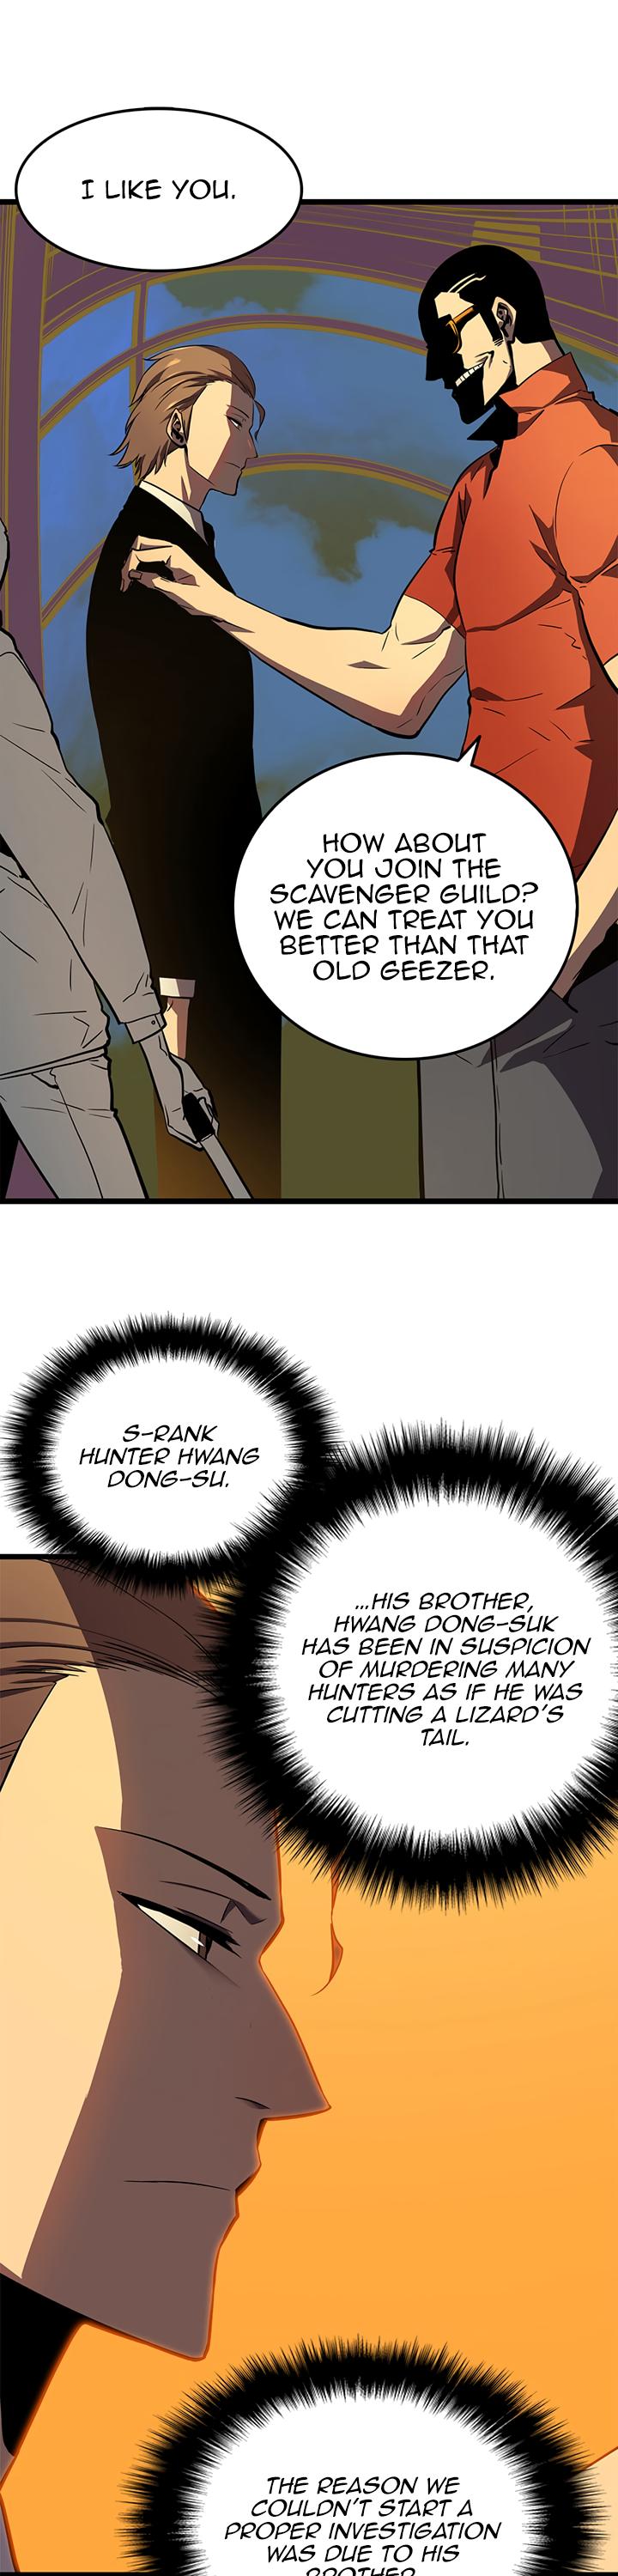 I LIKE YOU.
HOW ABOUT
YOU JOIN THE
SCAVENGER GUILD?
WE CAN TREAT YOU
BETTER THAN THAT
OLD GEEZER.
S-RANK
HUNTER HWANG
DONG-SU.
...HIS BROTHER,
HWANG DONG-SUK
HAS BEEN IN SUSPICION
OF MURDERING MANY
HUNTERS AS IF HE WAS
CUTTING A LIZARD'S
TAIL.
THE REASON WE
COULDN'T START A
PROPER INVESTIGATION
WAS DUE TO HIS
BROTHER